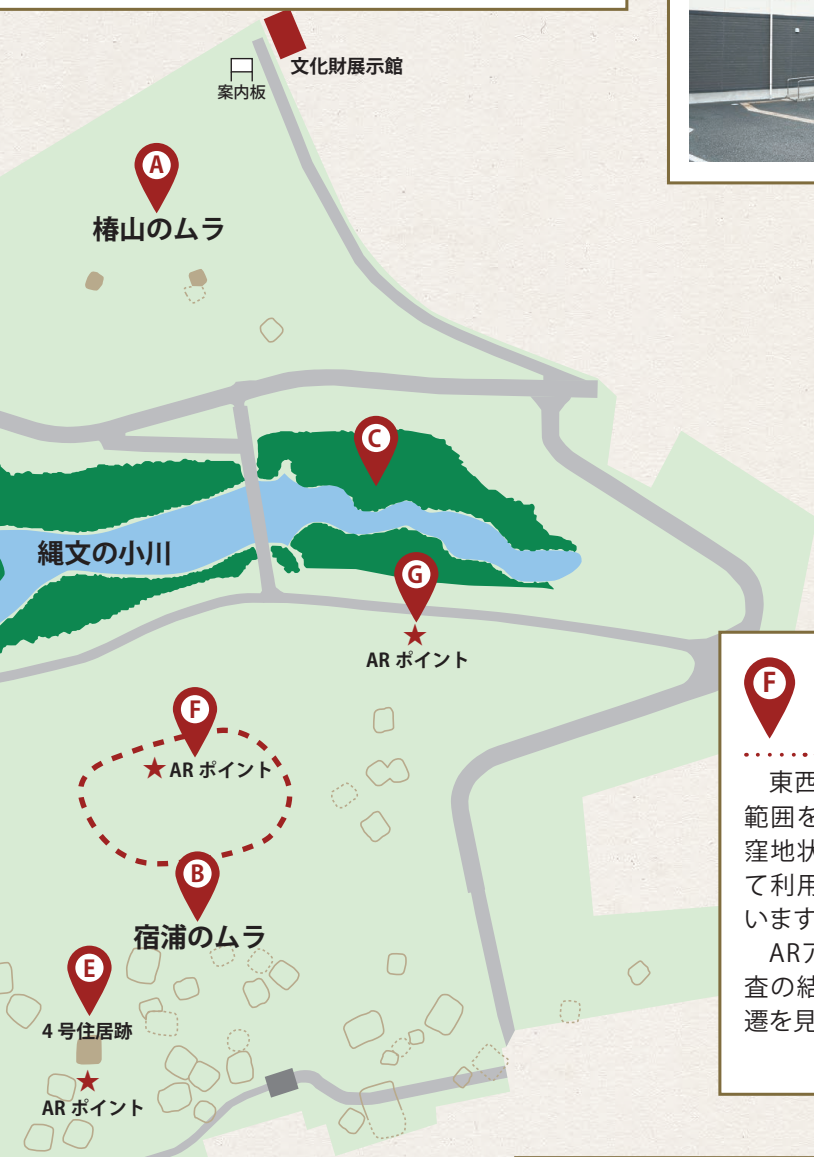 文化財展示館
案内板
A
椿山のムラ
C
縄文の小川
G
AR ポイント
F
AR ポイント
B
宿浦のムラ
E
4 号住居跡
AR ポイント
F
東西
範囲を
窪地状
て利用
います
ARア
査の結
遷を見